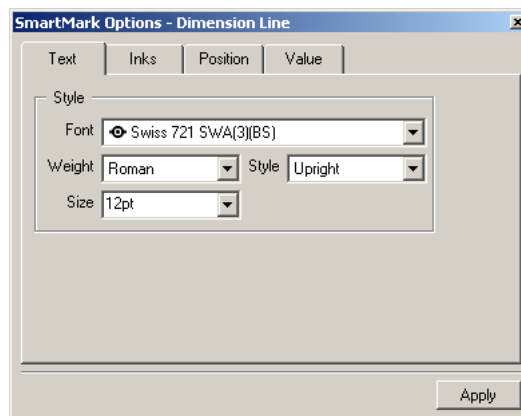 SmartMark Options - Dimension Line
Text Inks Position Value
Style
Font Swiss 721 SWA(3)(BS)
Weight Roman Style Upright
Size 12pt
Apply